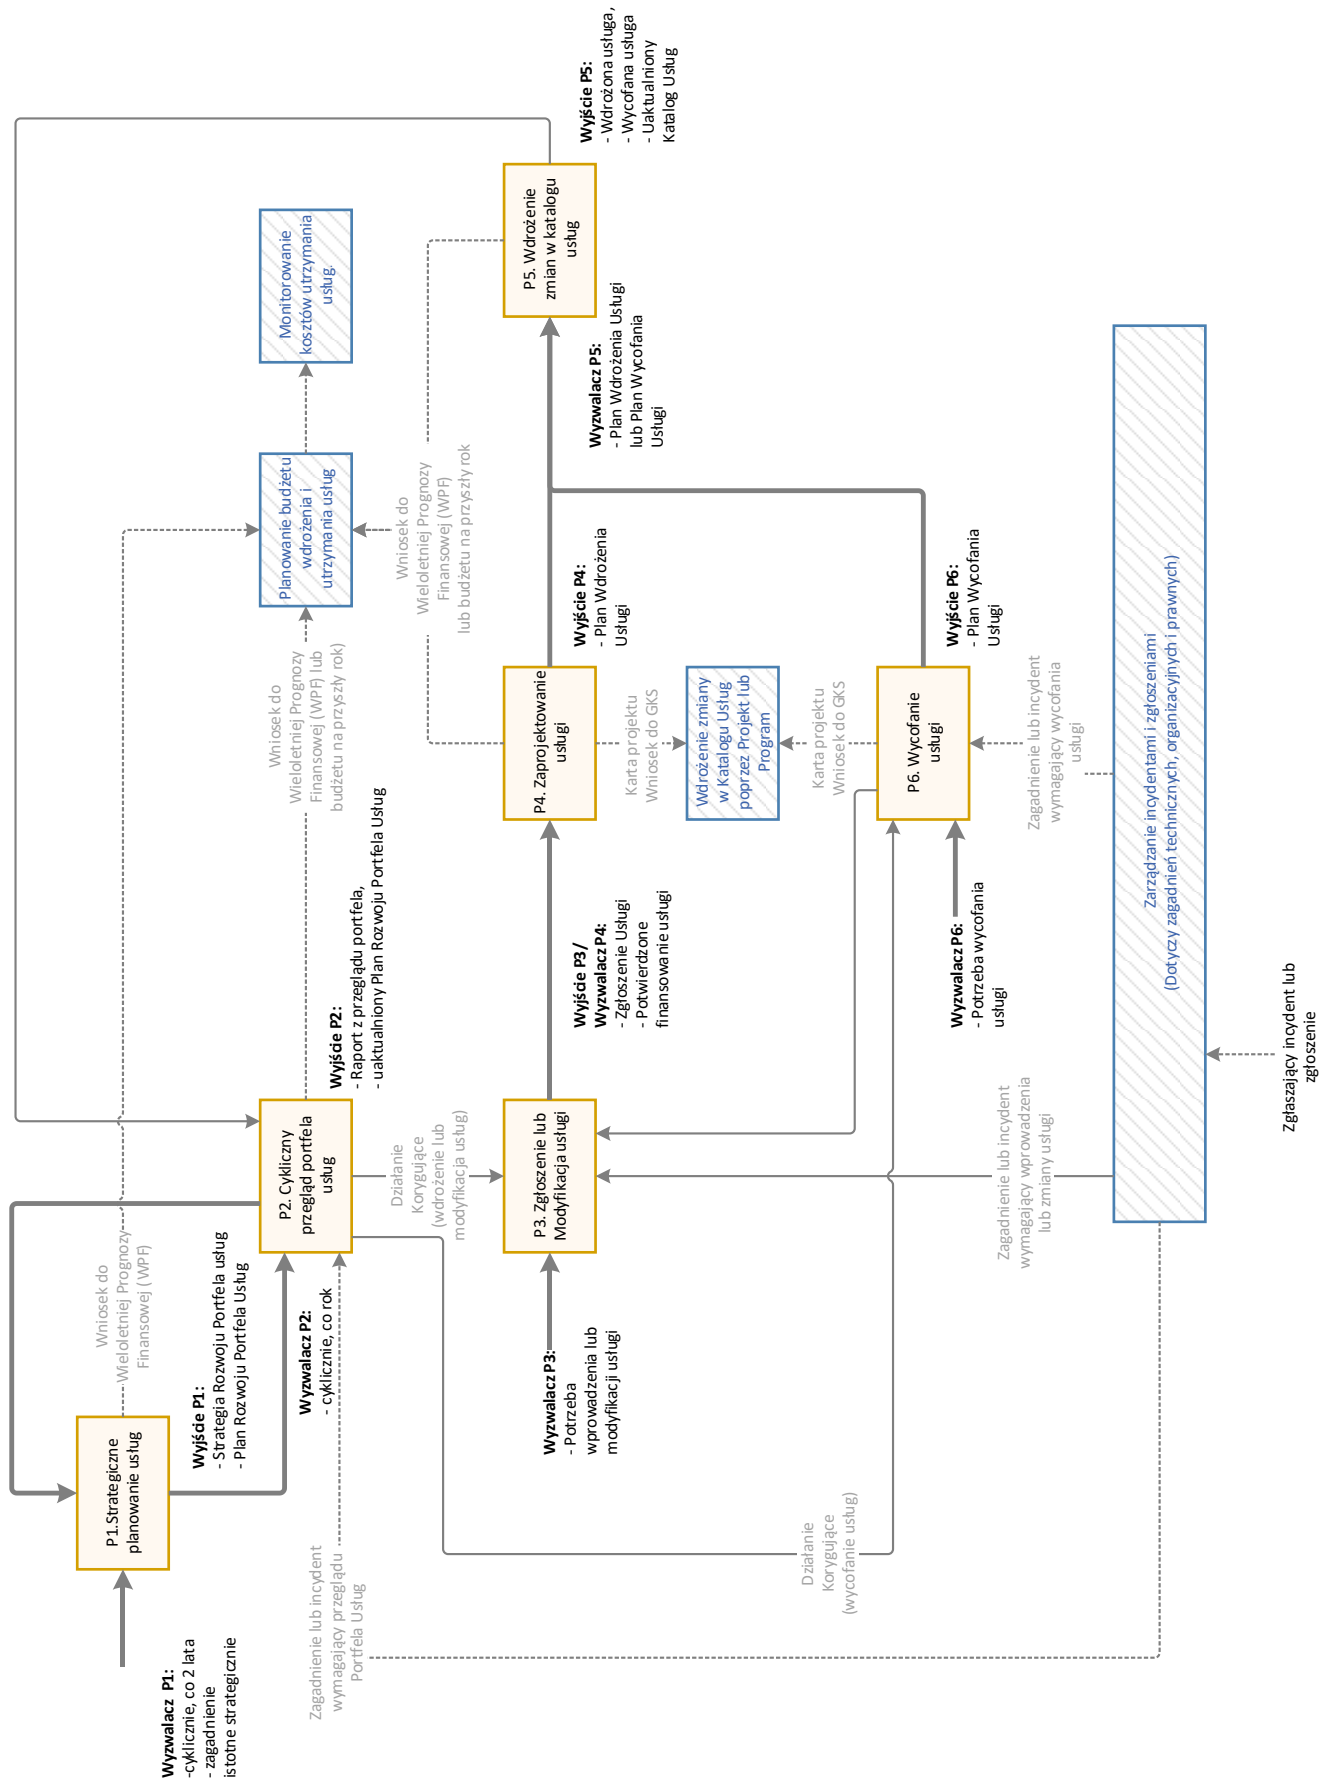 Wyzwalacz P1:
-cyklicznie, co 2 lata
- zagadnienie
istotne strategicznie
P1.Strategiczne
planowanie usług
Wyjście P1:
- Strategia Rozwoju Portfela usług
- Plan Rozwoju Portfela Usług
Wniosek do
Wieloletniej Prognozy
Finansowej (WPF)
Wyzwalacz P2:
- cyklicznie, co rok
Zagadnienie lub incydent
wymagający przeglądu
Portfela Usług
P2. Cykliczny
przegląd portfela
usług
Wyjście P2:
- Raport z przeglądu portfela,
- uaktualniony Plan Rozwoju Portfela Usług
Wniosek do
Wieloletniej Prognozy
Finansowej (WPF) lub
budżetu na przyszły rok)
Planowanie budżetu
wdrożenia i
utrzymania usług
Monitorowanie
kosztów utrzymania
usług.
Działanie
Korygujące
(wdrożenie lub
modyfikacja usług)
Wyzwalacz P3:
- Potrzeba
wprowadzenia lub
modyfikacji usługi
P3. Zgłoszenie lub
Modyfikacja usługi
Wyjście P3/
Wyzwalacz P4:
- Zgłoszenie Usługi
- Potwierdzone
finansowanie usługi
P4. Zaprojektowanie
usługi
Wyjście P4:
- Plan Wdrożenia
Usługi
Wniosek do
Wieloletniej Prognozy
Finansowej (WPF)
lub budżetu na przyszły rok
Wyzwalacz P5:
- Plan Wdrożenia Usługi
lub Plan Wycofania
Usługi
P5. Wdrożenie
zmian w katalogu
usług
Wyjście P5:
- Wdrożona usługa,
- Wycofana usługa
- Uaktualniony
Katalog Usług
Karta projektu
Wniosek do GKS
Wdrożenie zmiany
w Katalogu Usług
poprzez Projekt lub
Program
Karta projektu
Wniosek do GKS
Działanie
Korygujące
(wycofanie usług)
Wyzwalacz P6:
- Potrzeba wycofania
usługi
P6. Wycofanie
usługi
Wyjście P6:
- Plan Wycofania
Usługi
Zagadnienie lub incydent
wymagający wprowadzenia
lub zmiany usługi
Zagadnienie lub incydent
wymagający wycofania
usługi
Zarządzanie incydentami i zgłoszeniami
(Dotyczy zagadnień technicznych, organizacyjnych i prawnych)
Zgłaszający incydent lub
zgłoszenie